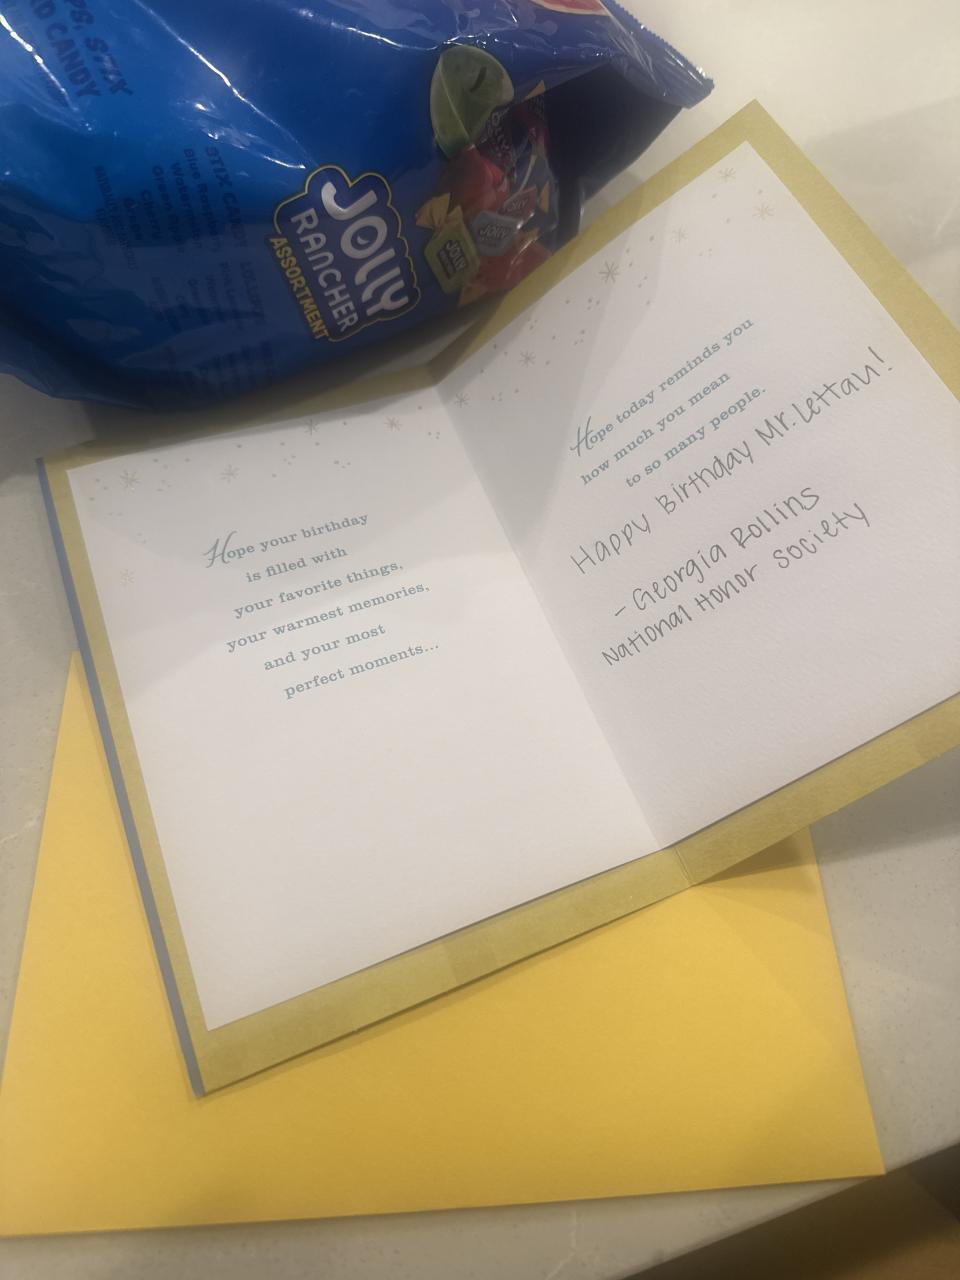 JOLLY
RANCHER
ASSORTMENT
STIX CANDY
Hope your birthday
is filled with
your favorite things,
your warmest memories,
and your most
perfect moments...
Hope today reminds you
how much you mean
to so many people.
Happy Birthday Mr. Lettau!
- Georgia Rollins
National Honor Society